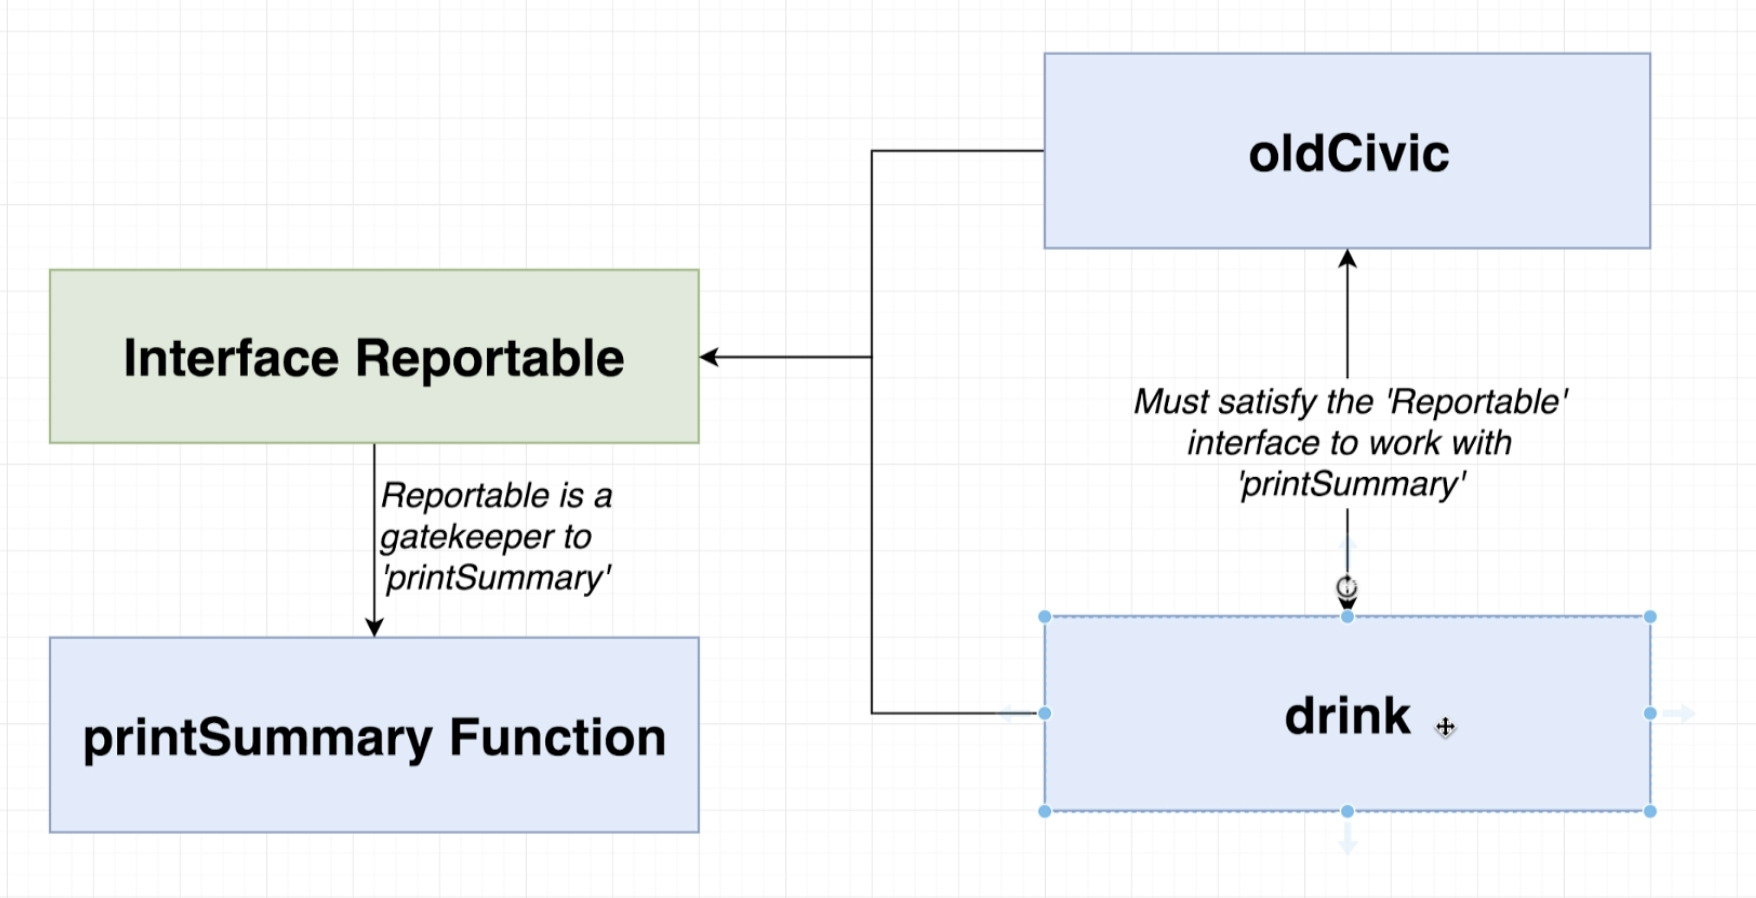 oldCivic
Interface Reportable
Must satisfy the 'Reportable'
interface to work with
'printSummary'
Reportable is a
gatekeeper to
'printSummary'
printSummary Function
drink